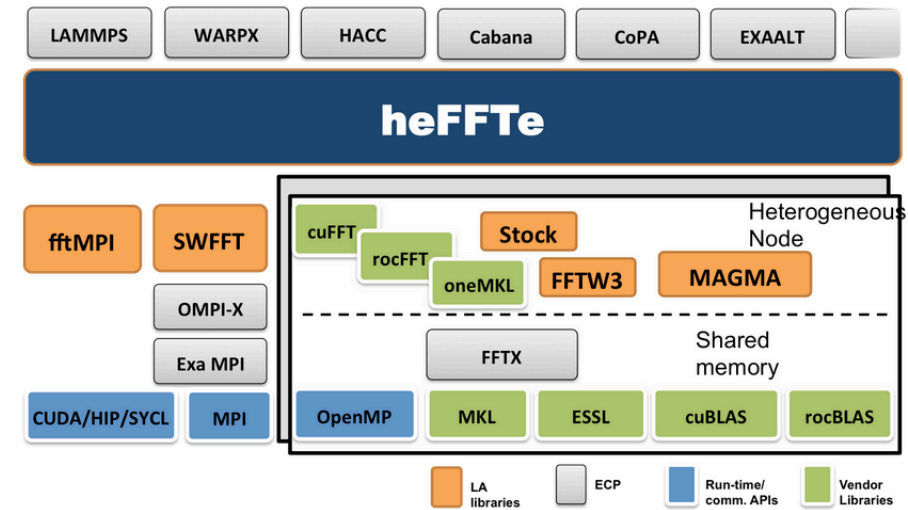 LAMMPS
WARPX
HACC
Cabana
CoPA
EXAALT
heFFTe
fftMPI
SWFFT
cuFFT
rocFFT
oneMKL
Stock
FFTW3
MAGMA
Heterogeneous
Node
OMPI-X
Exa MPI
FFTX
Shared
memory
CUDA/HIP/SYCL
MPI
OpenMP
MKL
ESSL
cuBLAS
rocBLAS
LA
libraries
ECP
Run-time/
comm. APIs
Vendor
Libraries